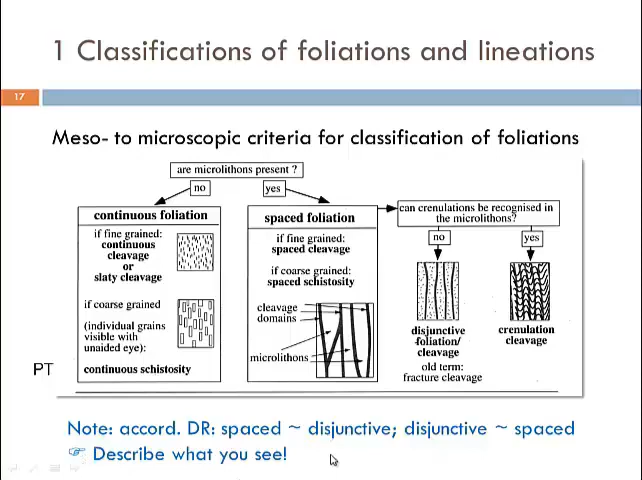 1 Classifications of foliations and lineations
17
Meso- to microscopic criteria for classification of foliations
are microlithons present ?
no
yes
continuous foliation
if fine grained:
continuous
cleavage
or
slaty cleavage
if coarse grained
(individual grains
visible with
unaided eye):
continuous schistosity
spaced foliation
if fine grained:
spaced cleavage
if coarse grained:
spaced schistosity
cleavage
domains
microlithons
can crenulations be recognised in
the microlithons?
no
yes
disjunctive
foliation/
cleavage
old term:
fracture cleavage
crenulation
cleavage
PT
Note: accord. DR: spaced ~ disjunctive; disjunctive ~ spaced
☞ Describe what you see!